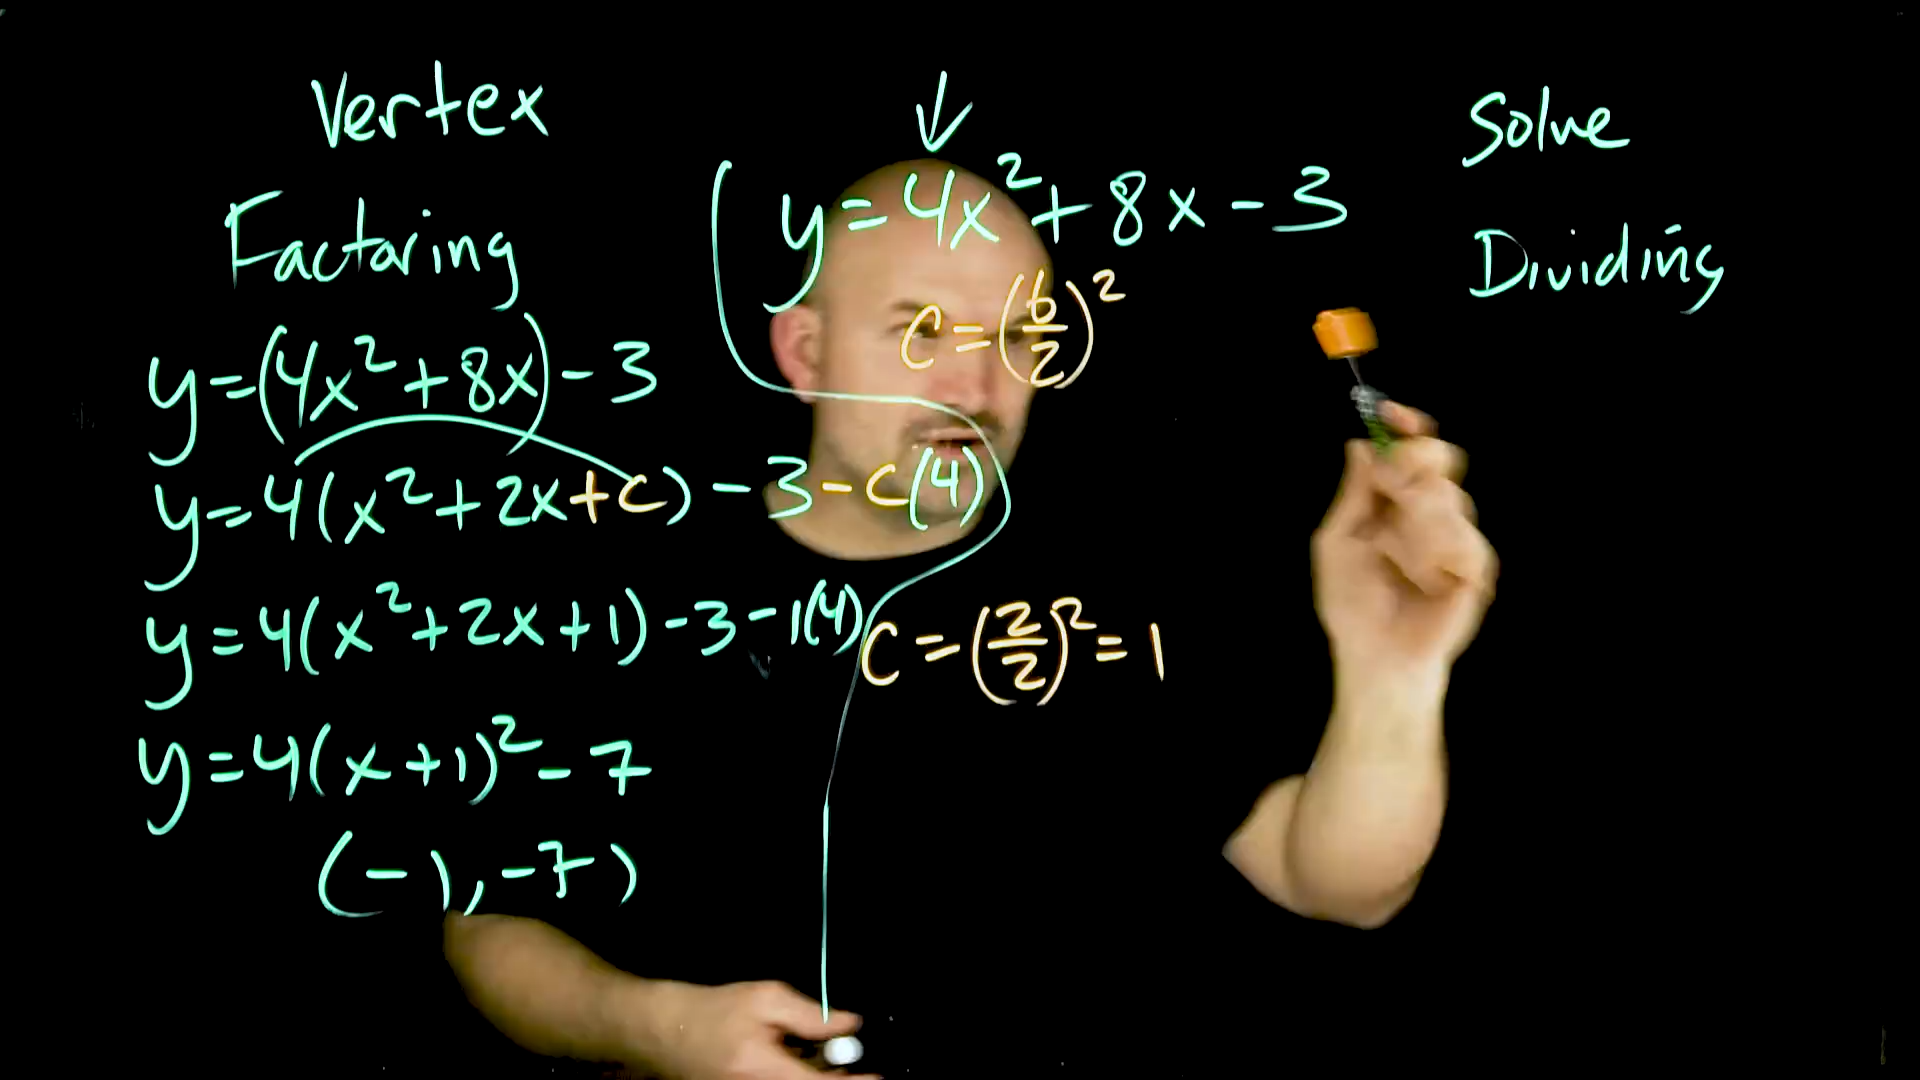 Vertex
Factoring
y=(4x²+8x)-3
y=4(x²+2x+c)-3-c(4)
y=4(x²+2x+1)-3-1(4)
y=4(x+1)²-7
(-1,-7)
↓
y=4x²+8x-3
c=(b/2)²
c=(2/2)²=1
Solve
Dividing